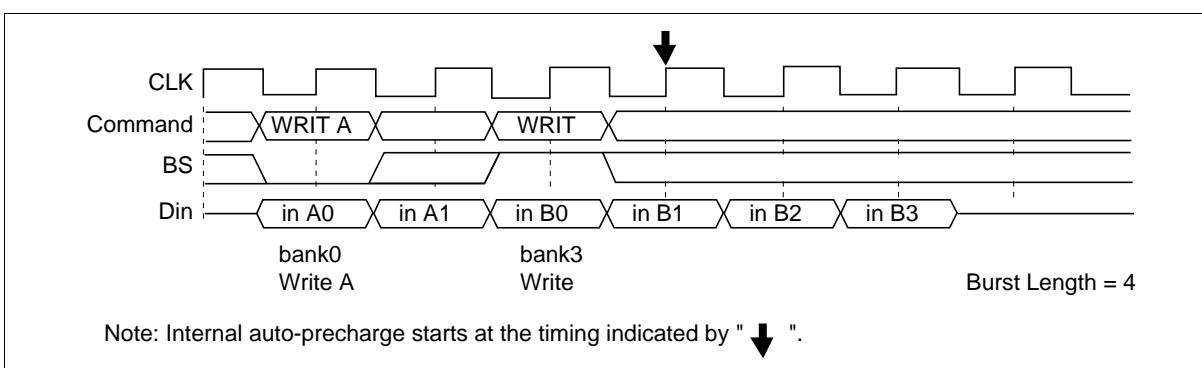 CLK
Command WRIT A WRIT
BS
Din in A0 in A1 in B0 in B1 in B2 in B3
bank0 bank3
Write A Write Burst Length = 4
Note: Internal auto-precharge starts at the timing indicated by " ".